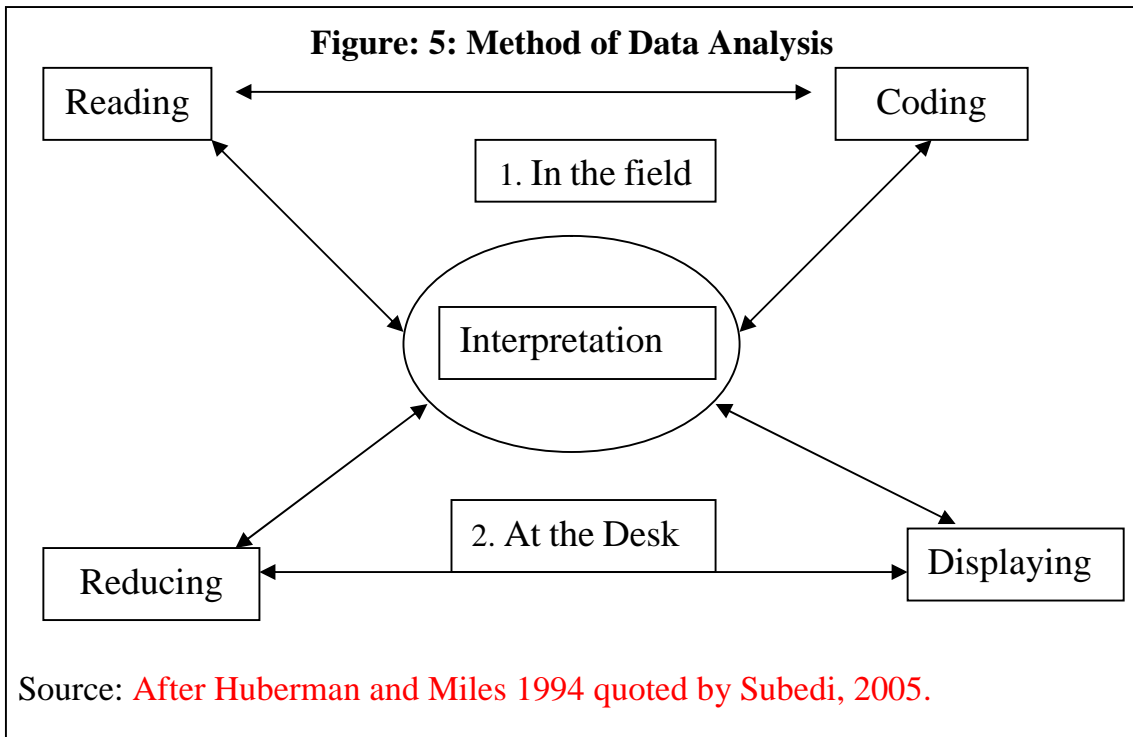 Figure: 5: Method of Data Analysis
Reading
Coding
1. In the field
Interpretation
2. At the Desk
Reducing
Displaying
Source: After Huberman and Miles 1994 quoted by Subedi, 2005.